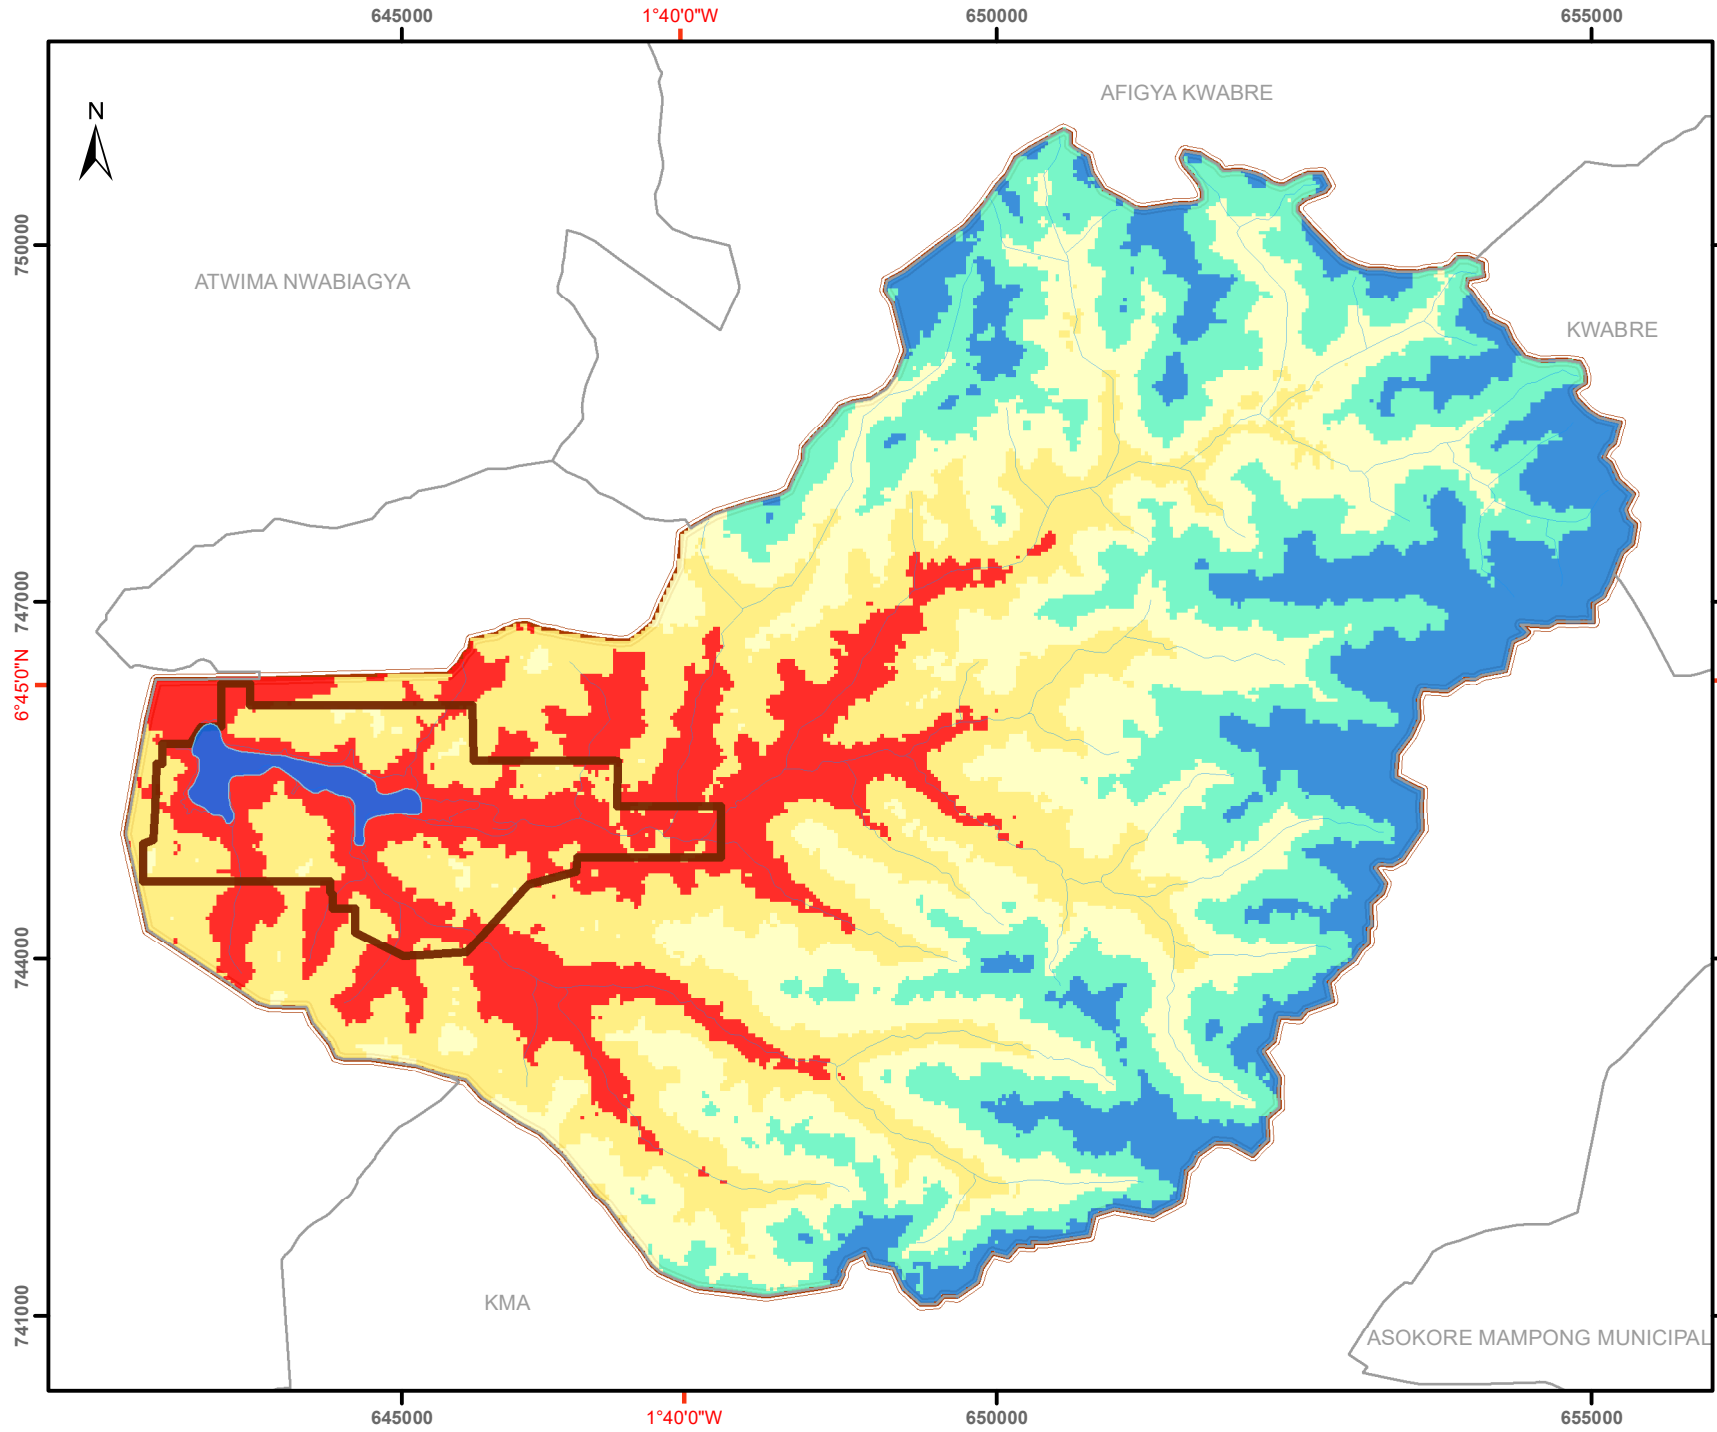 645000 1°40'0"W 650000 655000
AFIGYA KWABRE
N
750000
ATWIMA NWABIAGYA
KWABRE
747000
6°45'0"N
744000
741000
KMA
ASOKORE MAMPONG MUNICIPAL
645000 1°40'0"W 650000 655000